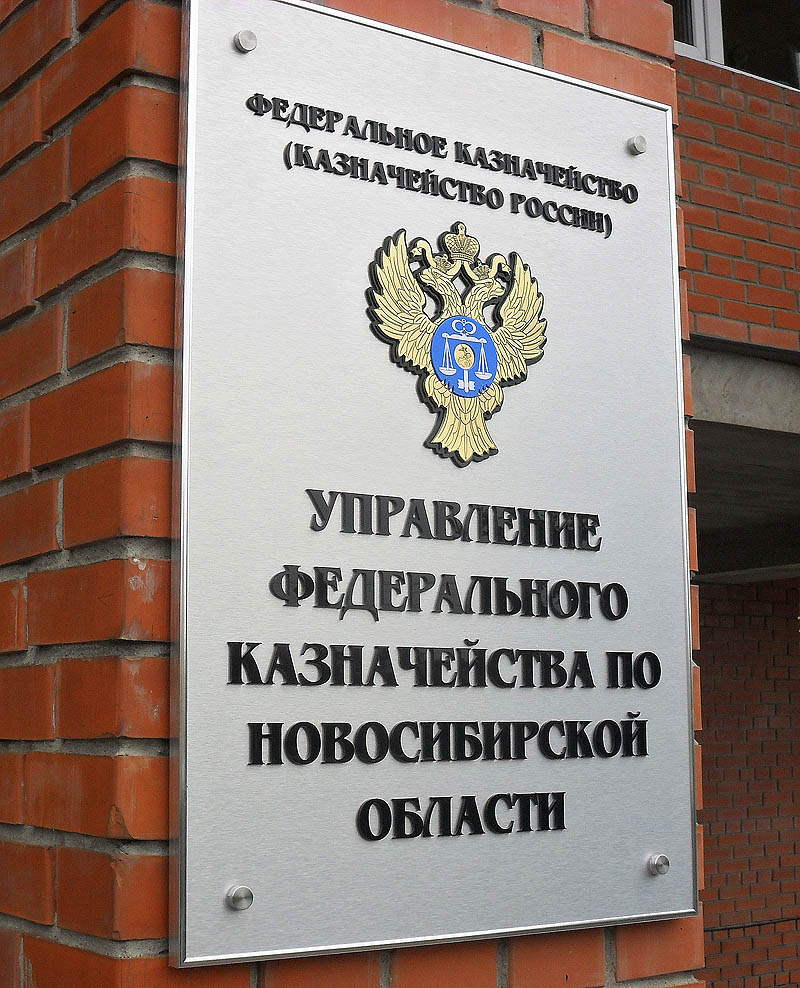 ФЕДЕРАЛЬНОЕ КАЗНАЧЕЙСТВО
(КАЗНАЧЕЙСТВО РОССИИ)
УПРАВЛЕНИЕ
ФЕДЕРАЛЬНОГО
КАЗНАЧЕЙСТВА ПО
НОВОСИБИРСКОЙ
ОБЛАСТИ